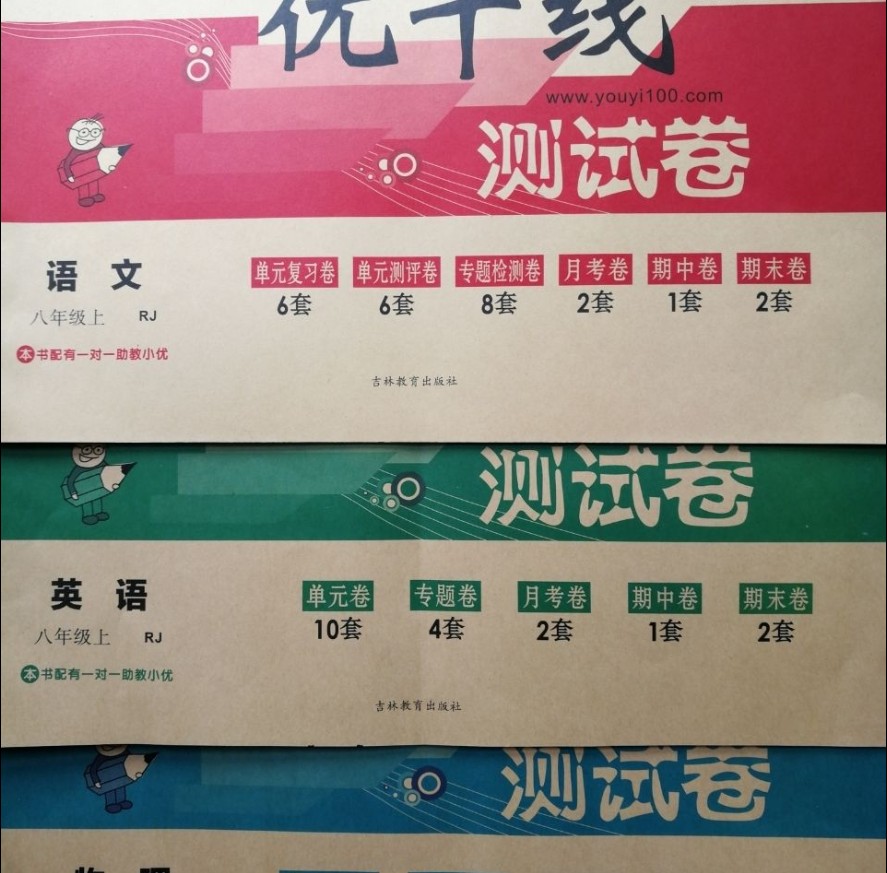 优干线
www.youyi100.com
测试卷
语文
单元复习卷 单元测评卷 专题检测卷 月考卷 期中卷 期末卷
6套 6套 8套 2套 1套 2套
八年级上 RJ
本书配有一对一助教小优
吉林教育出版社
测试卷
英语
单元卷 专题卷 月考卷 期中卷 期末卷
10套 4套 2套 1套 2套
八年级上 RJ
本书配有一对一助教小优
吉林教育出版社
测试卷
物理